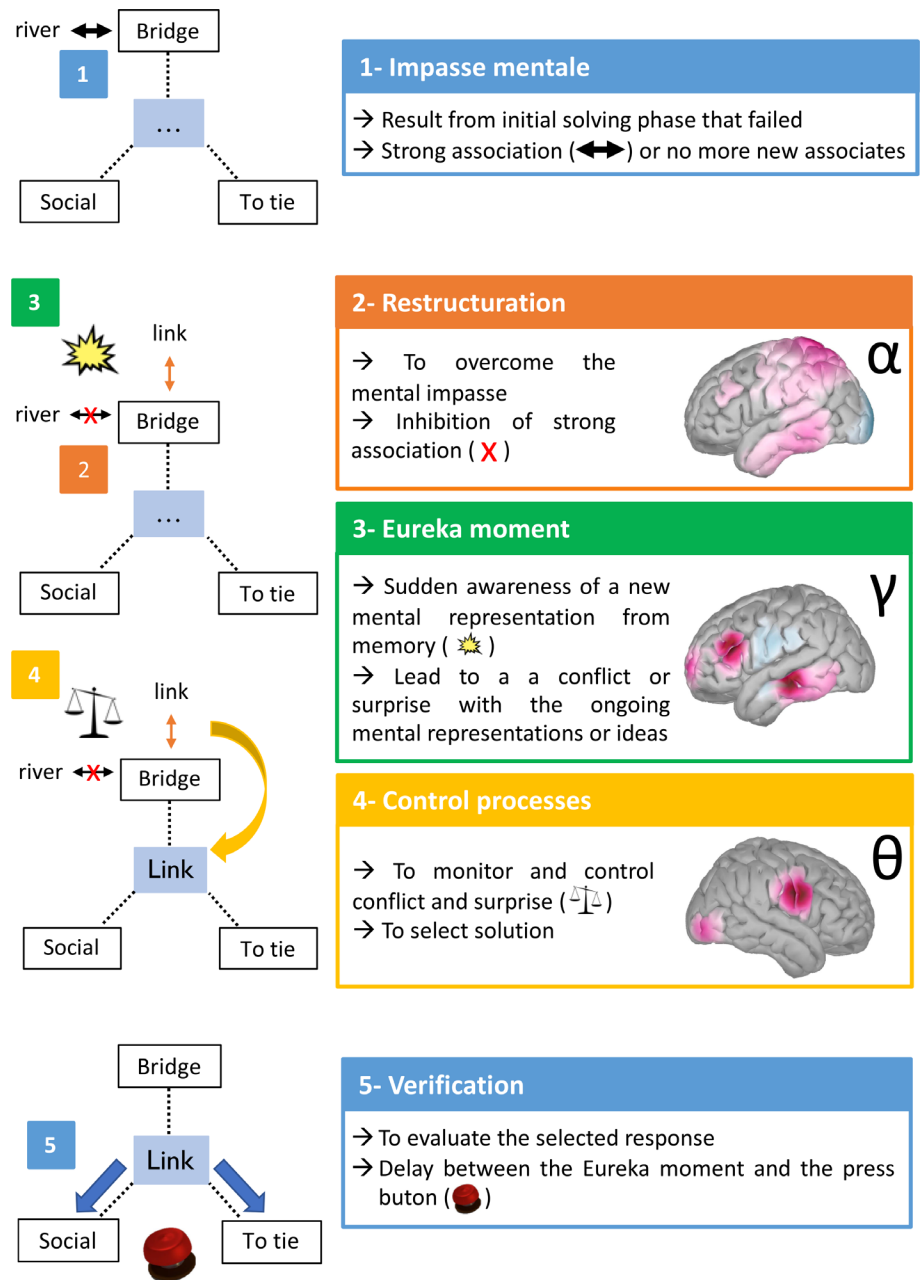 river
Bridge
1
...
Social
To tie
1- Impasse mentale
→ Result from initial solving phase that failed
→ Strong association (⟷) or no more new associates
3
link
river
X
Bridge
2
...
Social
To tie
2- Restructuration
→ To overcome the
mental impasse
→ Inhibition of strong
association ( X )
α
3- Eureka moment
→ Sudden awareness of a new
mental representation from
memory ( )
→ Lead to a a conflict or
surprise with the ongoing
mental representations or ideas
γ
4
link
river
X
Bridge
Link
Social
To tie
4- Control processes
→ To monitor and control
conflict and surprise ( )
→ To select solution
θ
Bridge
5
Link
Social
To tie
5- Verification
→ To evaluate the selected response
→ Delay between the Eureka moment and the press
buton ( )